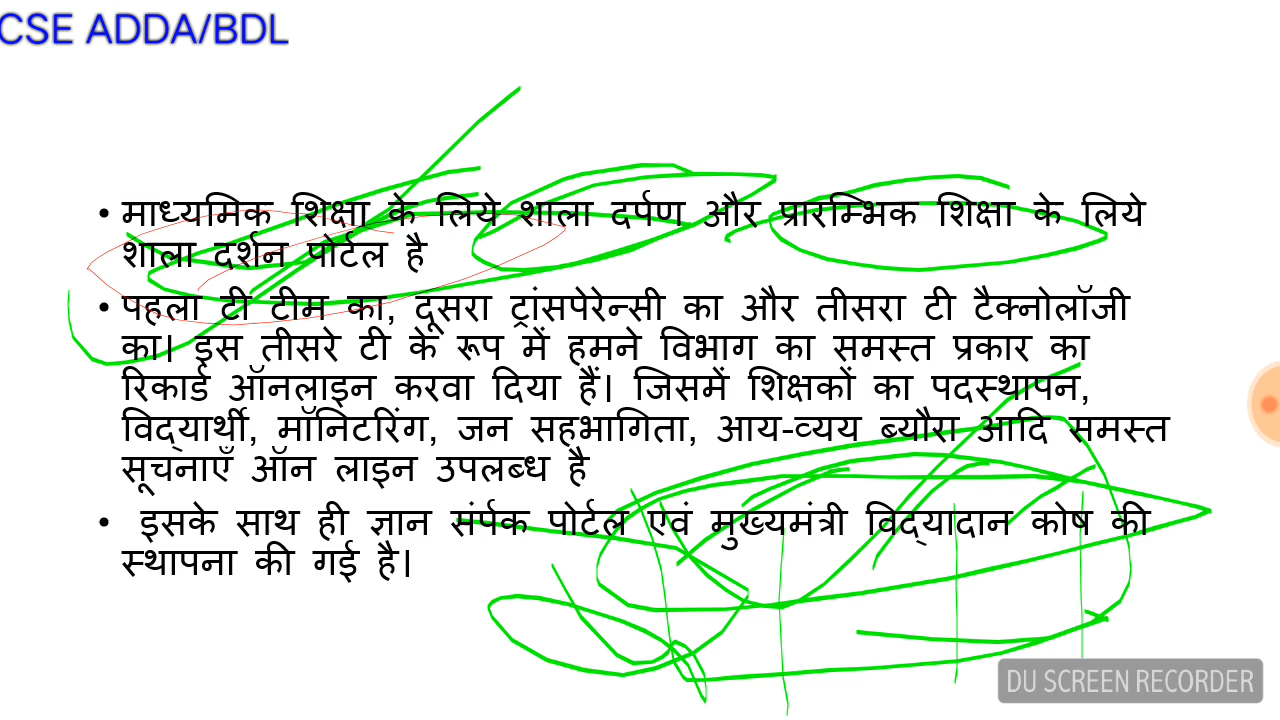 CSE ADDA/BDL
• माध्यमिक शिक्षा के लिये शाला दर्पण और प्रारम्भिक शिक्षा के लिये
शाला दर्शन पोर्टल है
• पहला टी टीम का, दूसरा ट्रांसपेरेन्सी का और तीसरा टी टैक्नोलॉजी
का। इस तीसरे टी के रूप में हमने विभाग का समस्त प्रकार का
रिकार्ड ऑनलाइन करवा दिया हैं। जिसमें शिक्षकों का पदस्थापन,
विद्यार्थी, मॉनिटरिंग, जन सहभागिता, आय-व्यय ब्यौरा आदि समस्त
सूचनाएँ ऑन लाइन उपलब्ध है
• इसके साथ ही ज्ञान संर्पक पोर्टल एवं मुख्यमंत्री विद्यादान कोष की
स्थापना की गई है।
DU SCREEN RECORDER